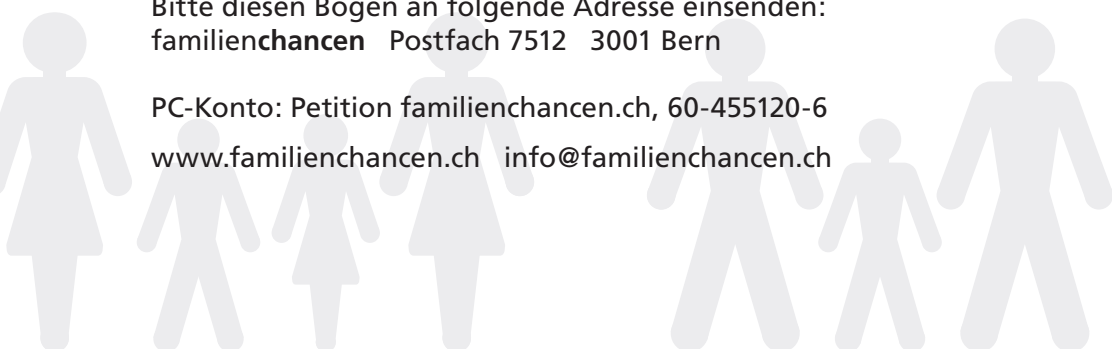 Bitte diesen Bogen an folgende Adresse einsenden:
familienchancen Postfach 7512 3001 Bern
PC-Konto: Petition familienchancen.ch, 60-455120-6
www.familienchancen.ch info@familienchancen.ch